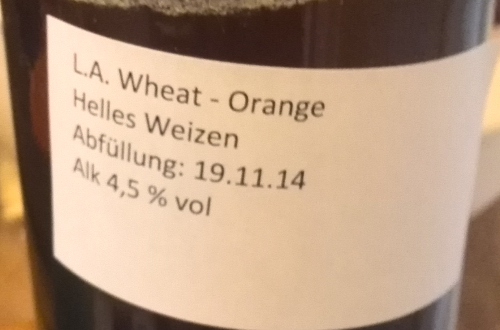 L.A. Wheat - Orange
Helles Weizen
Abfüllung: 19.11.14
Alk 4,5 % vol